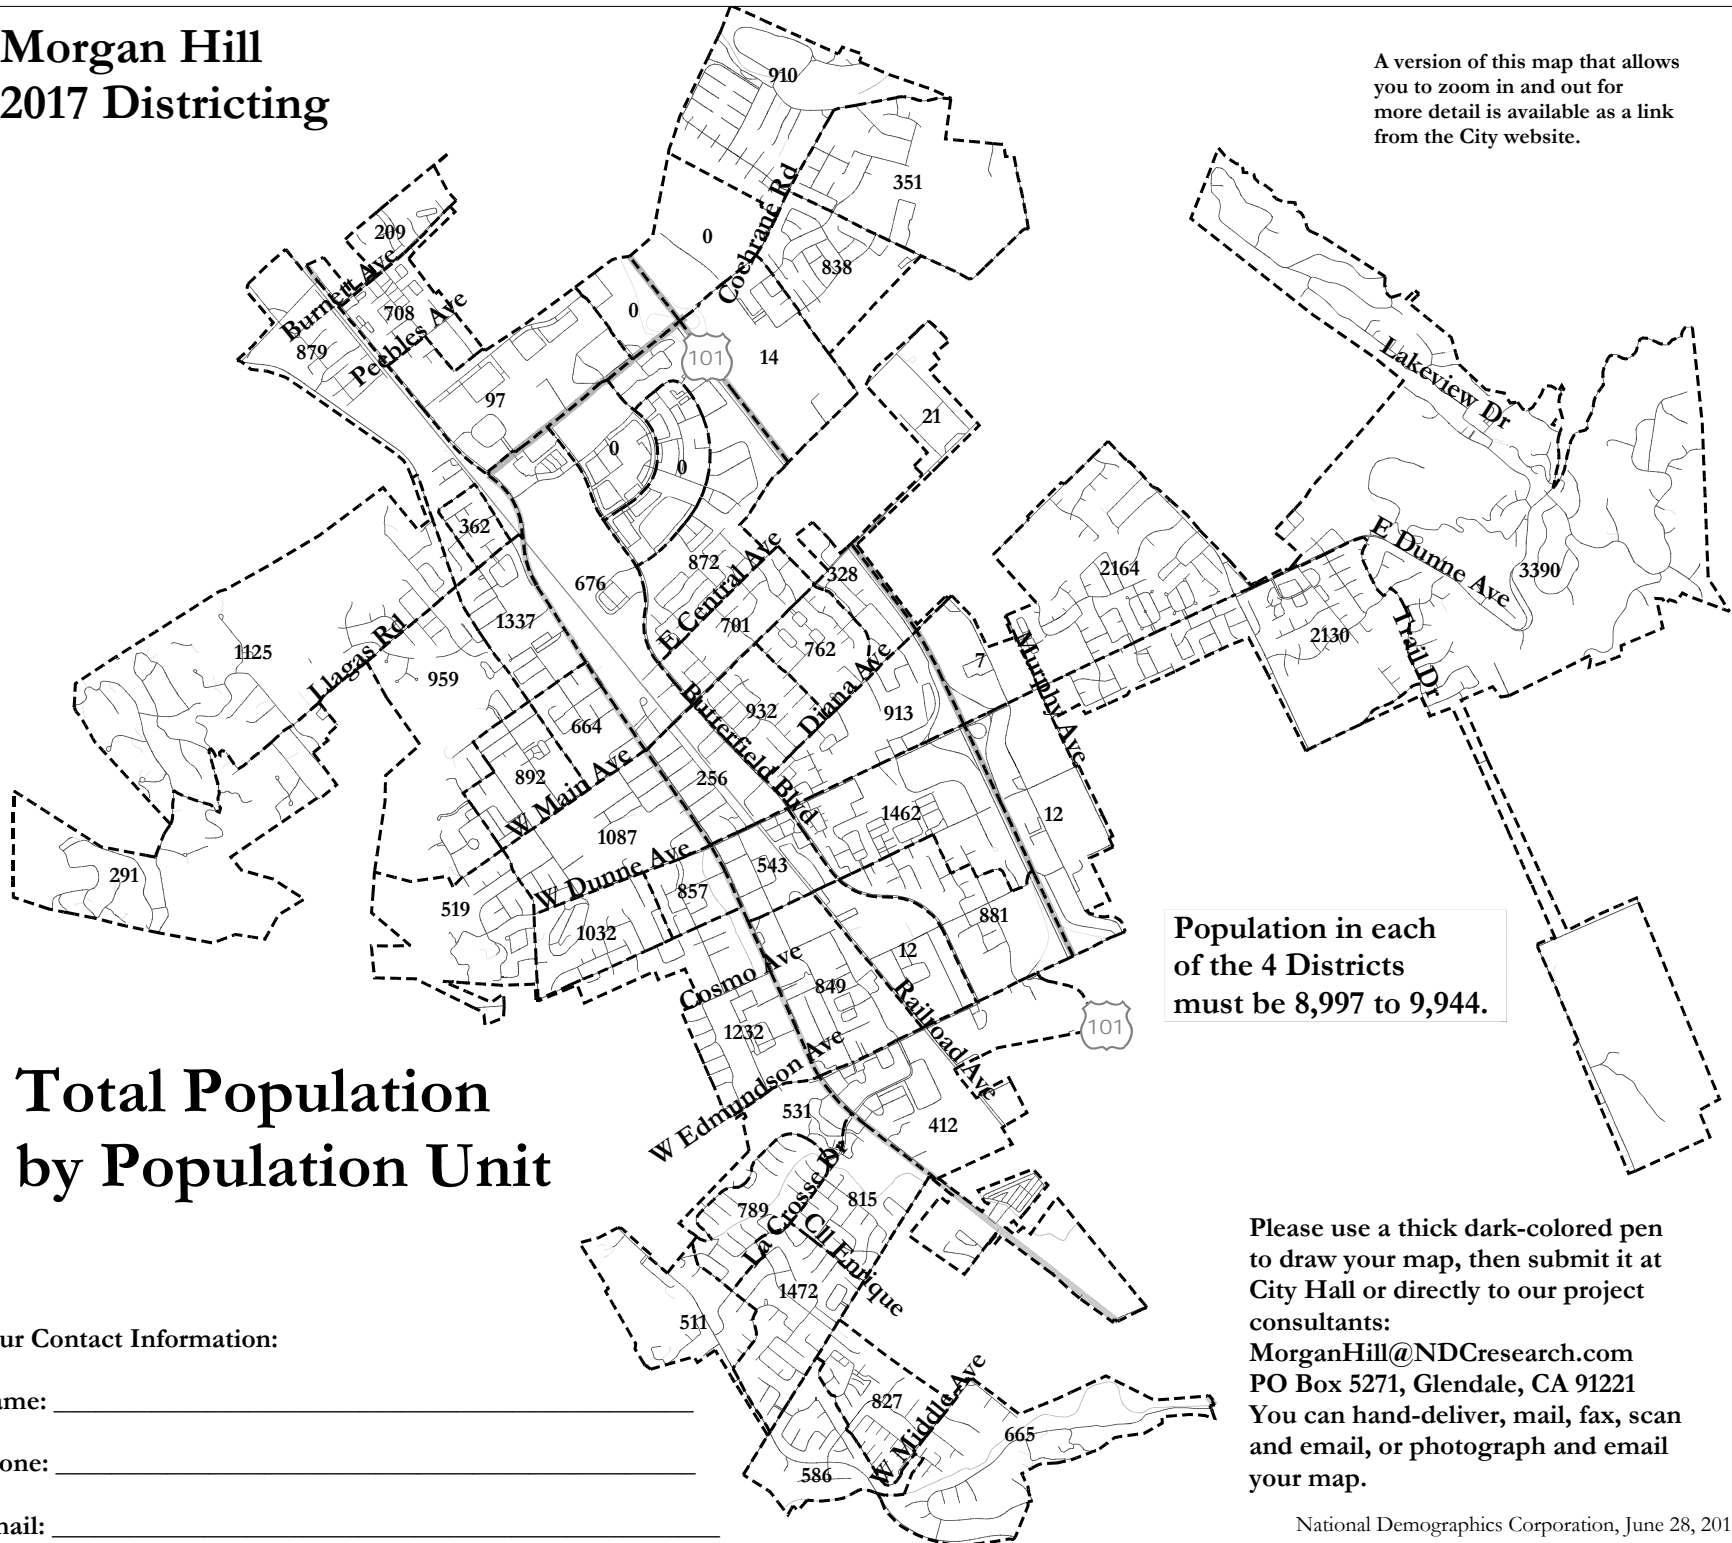 Morgan Hill
2017 Districting
A version of this map that allows
you to zoom in and out for
more detail is available as a link
from the City website.
910
351
209
0
Cochrane Rd
838
Burnett Ave
708
Peebles Ave
879
0
101
14
97
21
0
0
Lakeview Dr
362
872
676
E Central Ave
328
2164
E Dunne Ave
3390
1337
701
762
2130
Trail Dr
1125
Llagas Rd
959
7
Murphy Ave
Diana Ave
932
913
664
Butterfield Blvd
892
256
W Main Ave
1087
1462
12
291
W Dunne Ave
543
857
519
1032
881
12
Cosmo Ave
849
Railroad Ave
1232
101
W Edmundson Ave
531
412
Population in each
of the 4 Districts
must be 8,997 to 9,944.
Total Population
by Population Unit
789
La Crosse Dr
815
Cll Enrique
1472
511
827
W Middle Ave
665
586
Please use a thick dark-colored pen
to draw your map, then submit it at
City Hall or directly to our project
consultants:
MorganHill@NDCresearch.com
PO Box 5271, Glendale, CA 91221
You can hand-deliver, mail, fax, scan
and email, or photograph and email
your map.
ur Contact Information:
me:
one:
ail:
National Demographics Corporation, June 28, 201